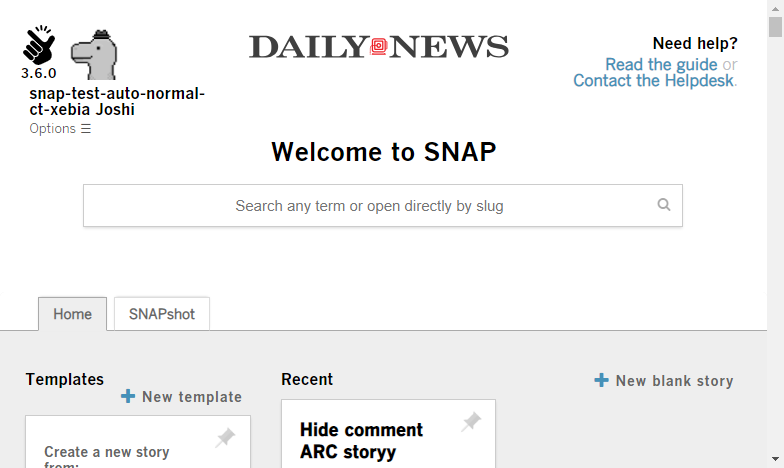 3.6.0
snap-test-auto-normal-
ct-xebia Joshi
Options ☰
DAILY NEWS
Need help?
Read the guide or
Contact the Helpdesk.
Welcome to SNAP
Search any term or open directly by slug
Home
SNAPshot
Templates
+ New template
Create a new story
from:
Recent
+ New blank story
Hide comment
ARC storyy